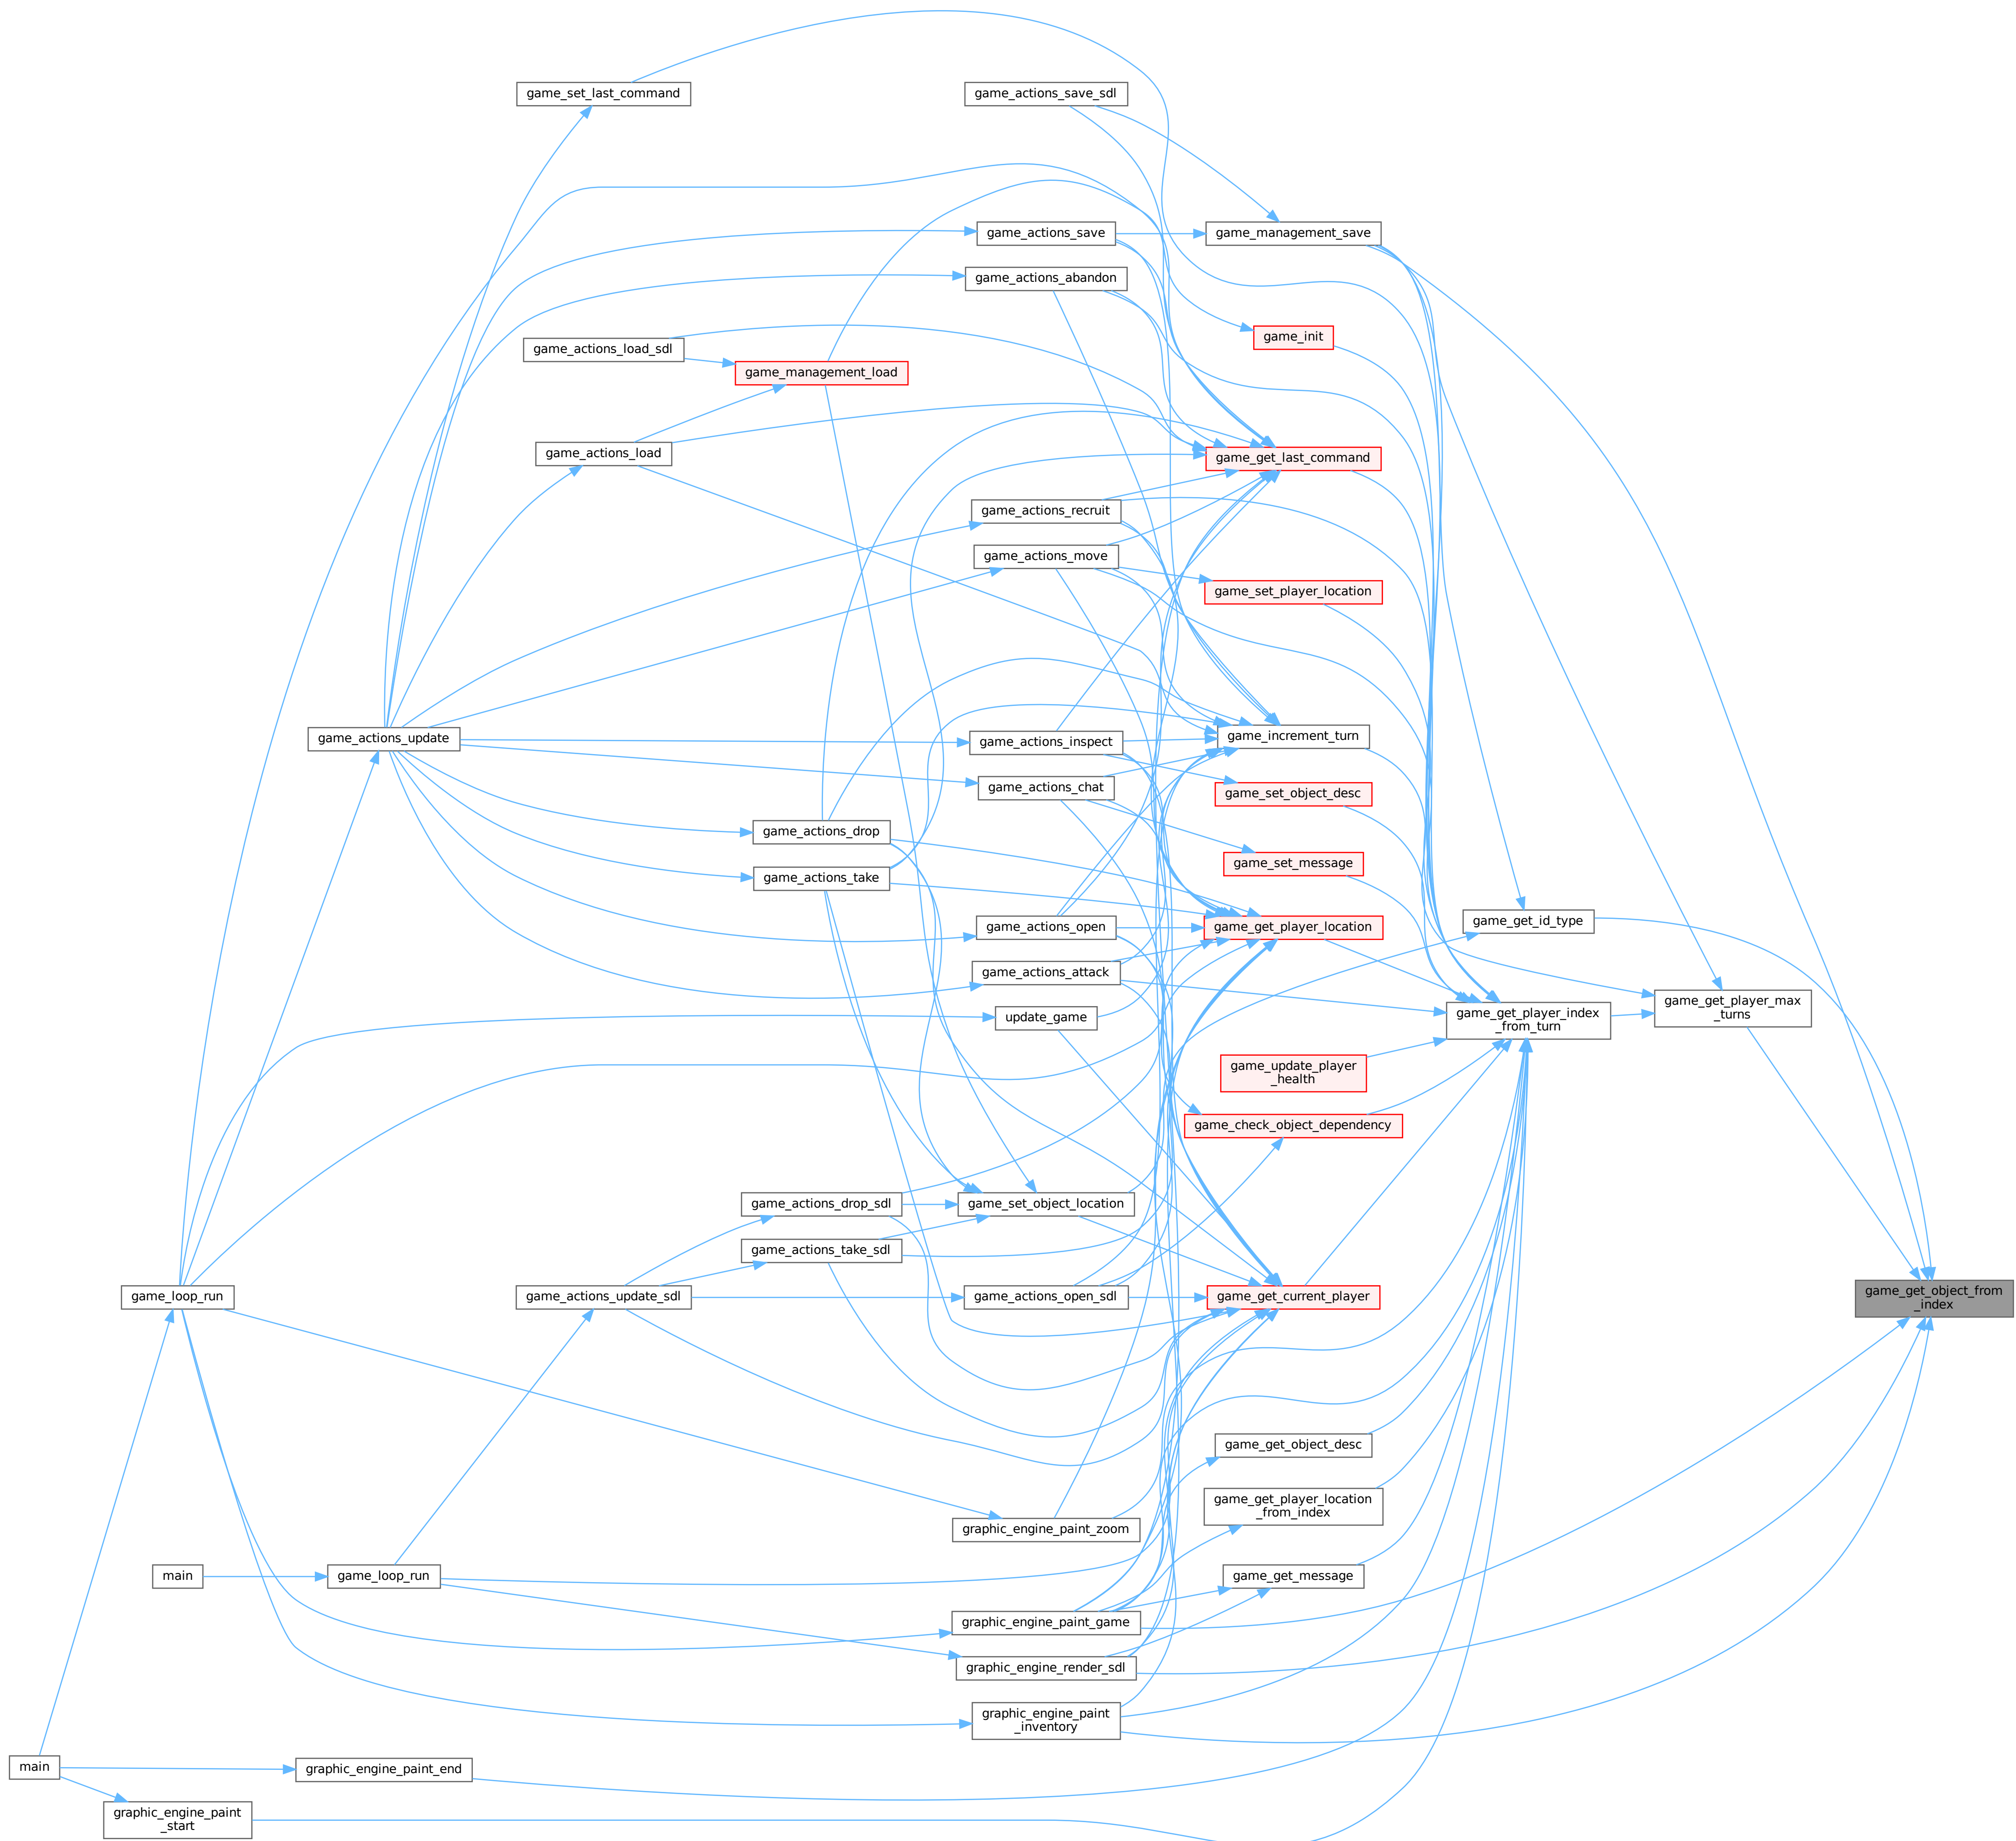 game_set_last_command
game_actions_save_sdl
game_actions_save
game_management_save
game_actions_abandon
game_init
game_actions_load_sdl
game_management_load
game_actions_load
game_get_last_command
game_actions_recruit
game_actions_move
game_set_player_location
game_actions_update
game_actions_inspect
game_increment_turn
game_actions_chat
game_set_object_desc
game_actions_drop
game_set_message
game_actions_take
game_actions_open
game_get_player_location
game_get_id_type
game_actions_attack
update_game
game_get_player_index
_from_turn
game_get_player_max
_turns
game_update_player
_health
game_check_object_dependency
game_actions_drop_sdl
game_set_object_location
game_actions_take_sdl
game_loop_run
game_actions_update_sdl
game_actions_open_sdl
game_get_current_player
game_get_object_from
_index
game_get_object_desc
game_get_player_location
_from_index
graphic_engine_paint_zoom
main
game_loop_run
game_get_message
graphic_engine_paint_game
graphic_engine_render_sdl
graphic_engine_paint
_inventory
main
graphic_engine_paint_end
graphic_engine_paint
_start